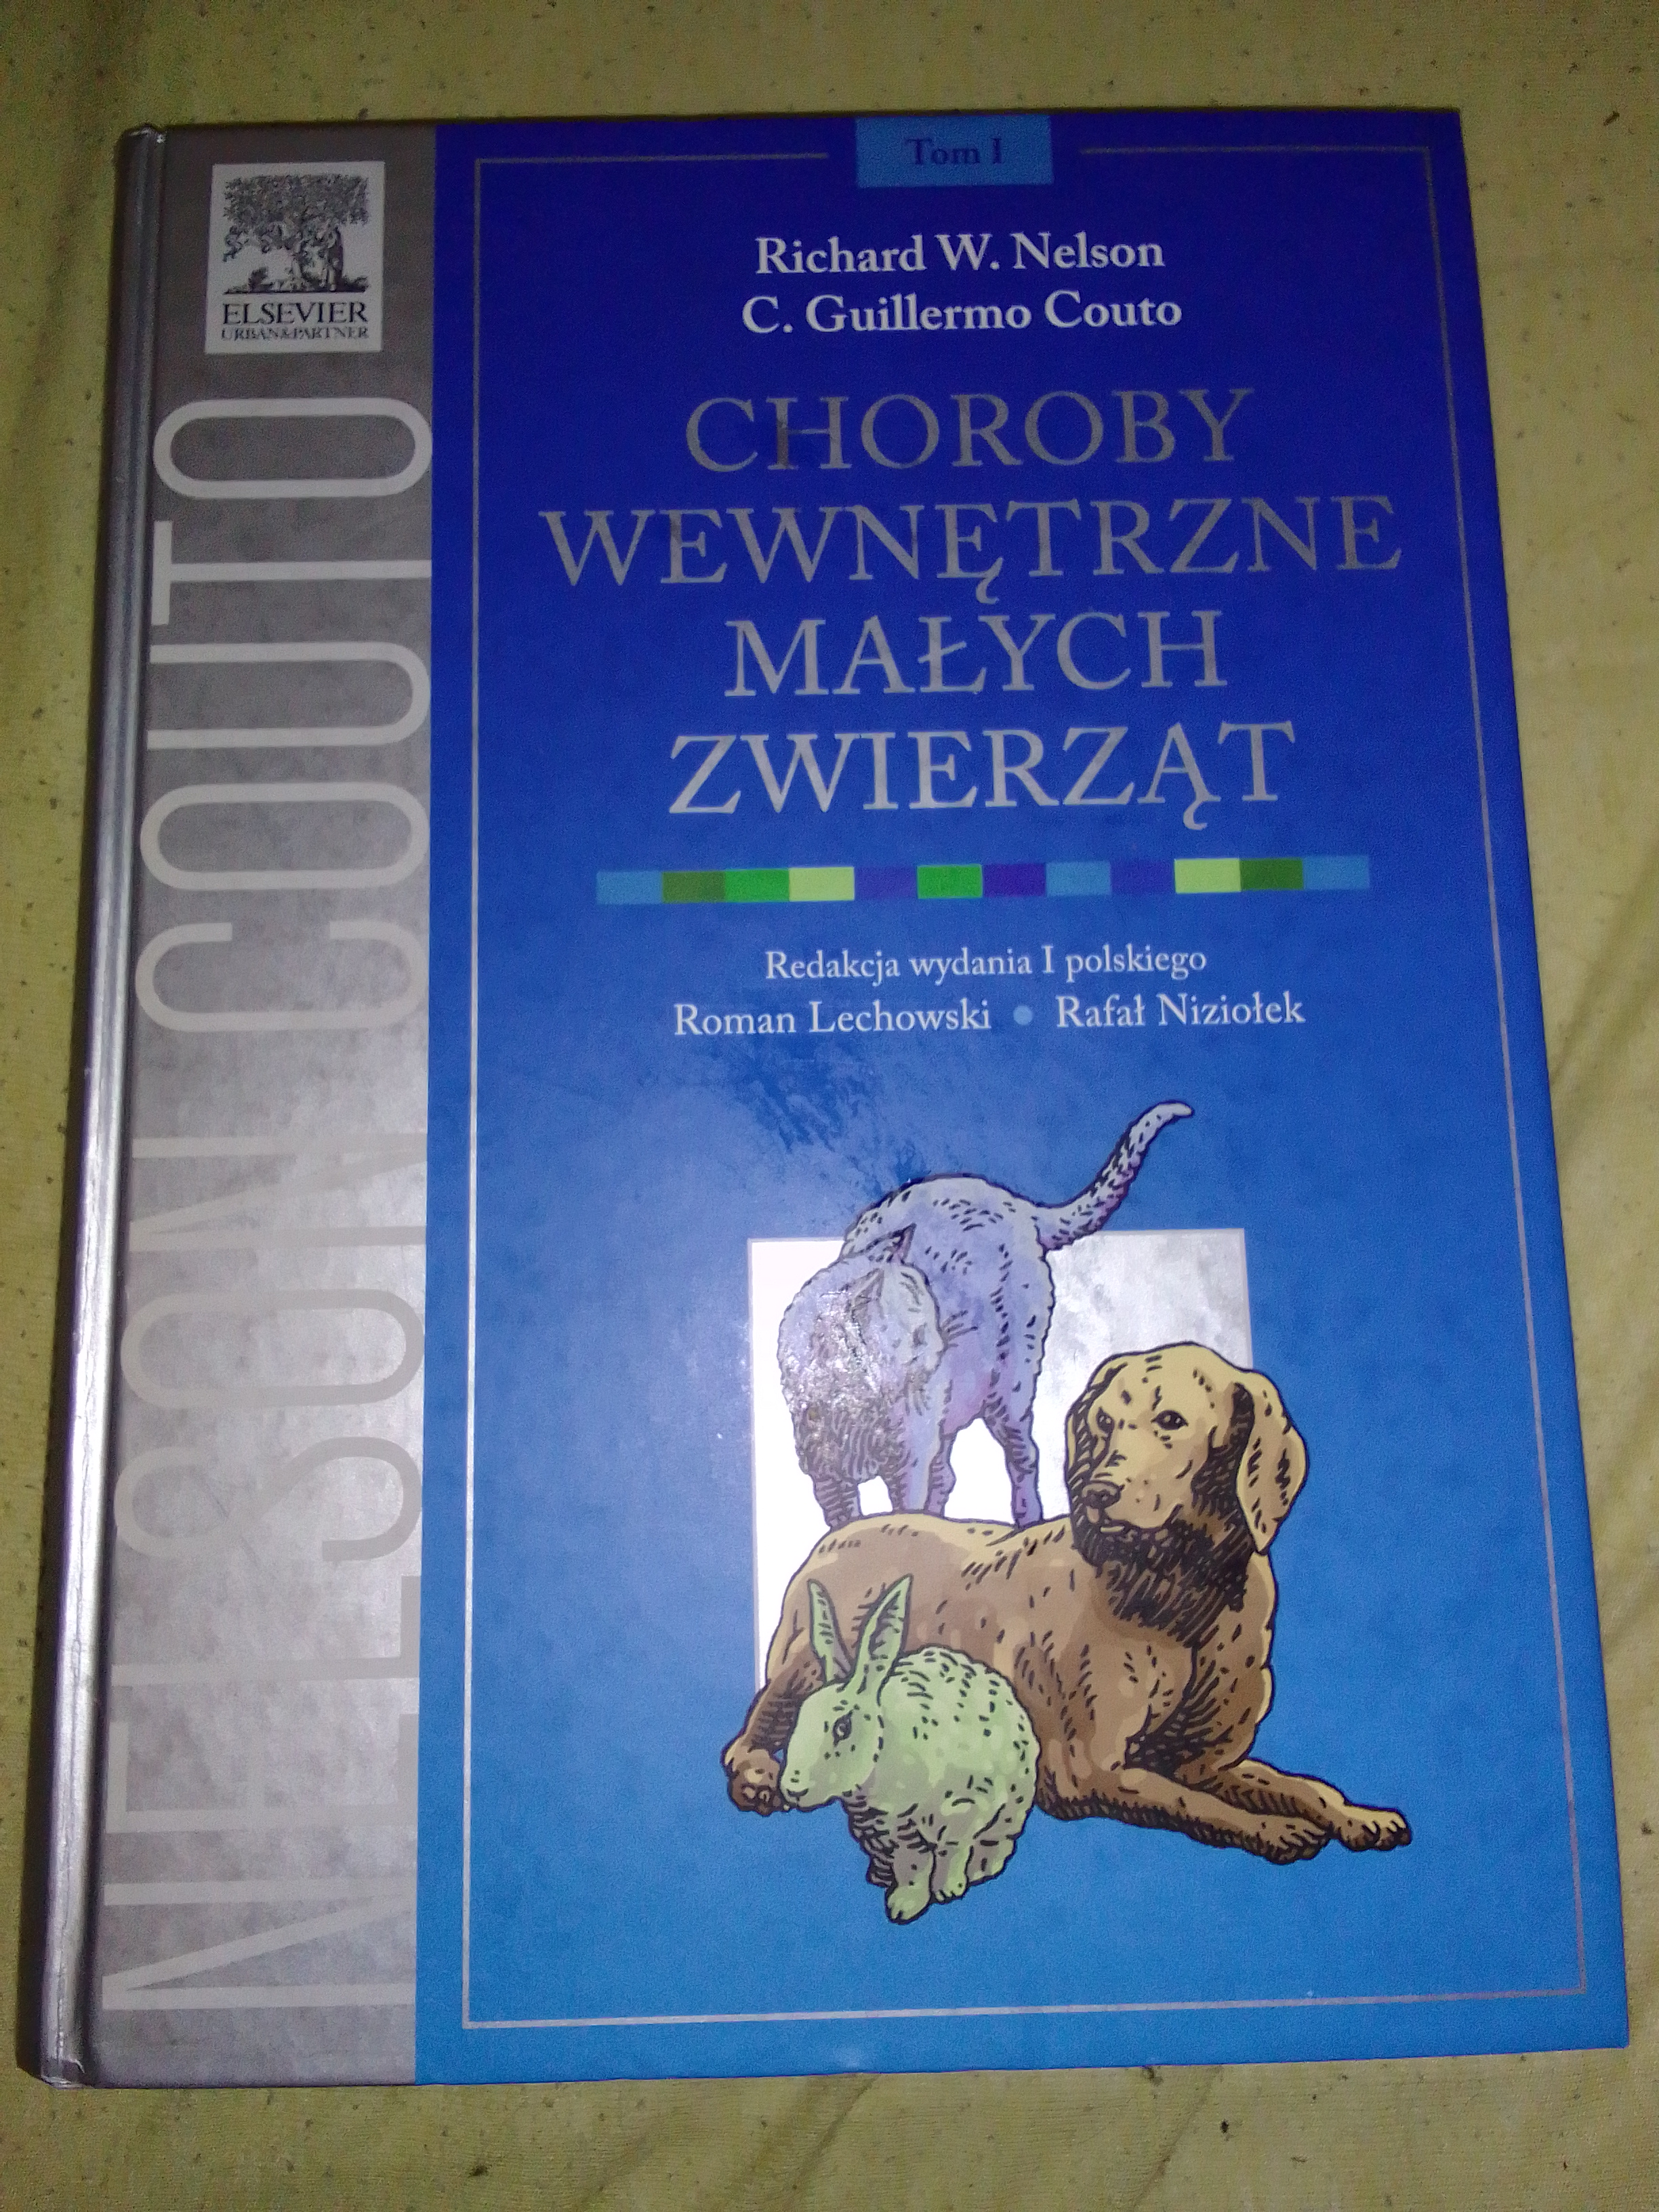 Tom I
ELSEVIER
URBAN&PARTNER
NELSON COUTO
Richard W. Nelson
C. Guillermo Couto
CHOROBY
WEWNĘTRZNE
MAŁYCH
ZWIERZĄT
Redakcja wydania I polskiego
Roman Lechowski • Rafał Niziołek